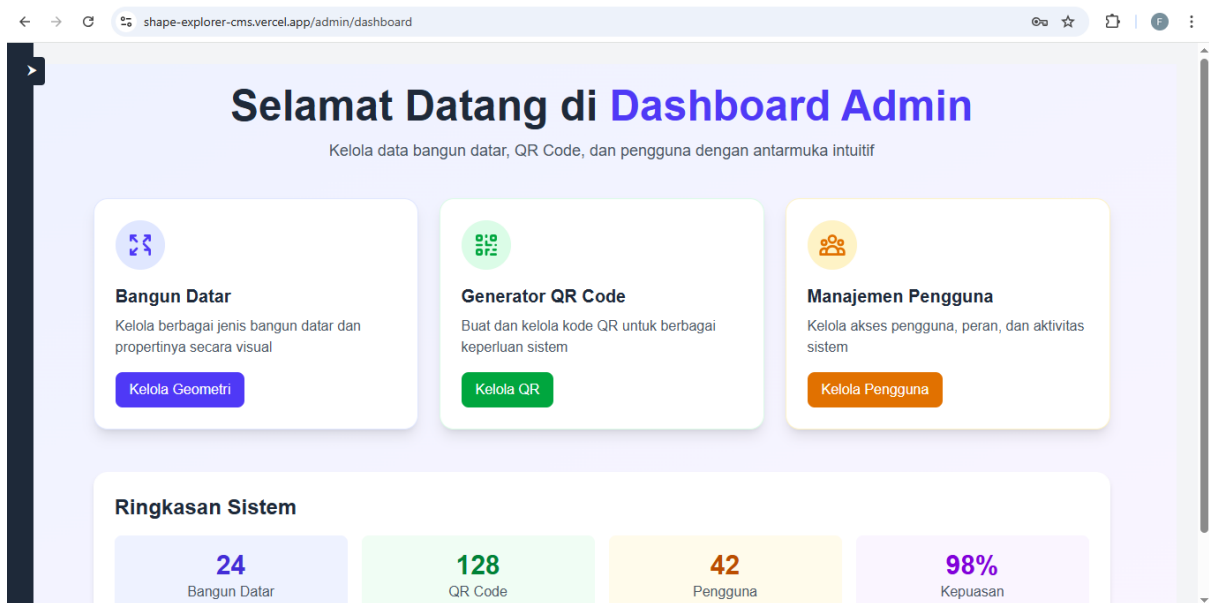 shape-explorer-cms.vercel.app/admin/dashboard
F
Selamat Datang di Dashboard Admin
Kelola data bangun datar, QR Code, dan pengguna dengan antarmuka intuitif
Bangun Datar
Kelola berbagai jenis bangun datar dan
propertinya secara visual
Kelola Geometri
Generator QR Code
Buat dan kelola kode QR untuk berbagai
keperluan sistem
Kelola QR
Manajemen Pengguna
Kelola akses pengguna, peran, dan aktivitas
sistem
Kelola Pengguna
Ringkasan Sistem
24
Bangun Datar
128
QR Code
42
Pengguna
98%
Kepuasan